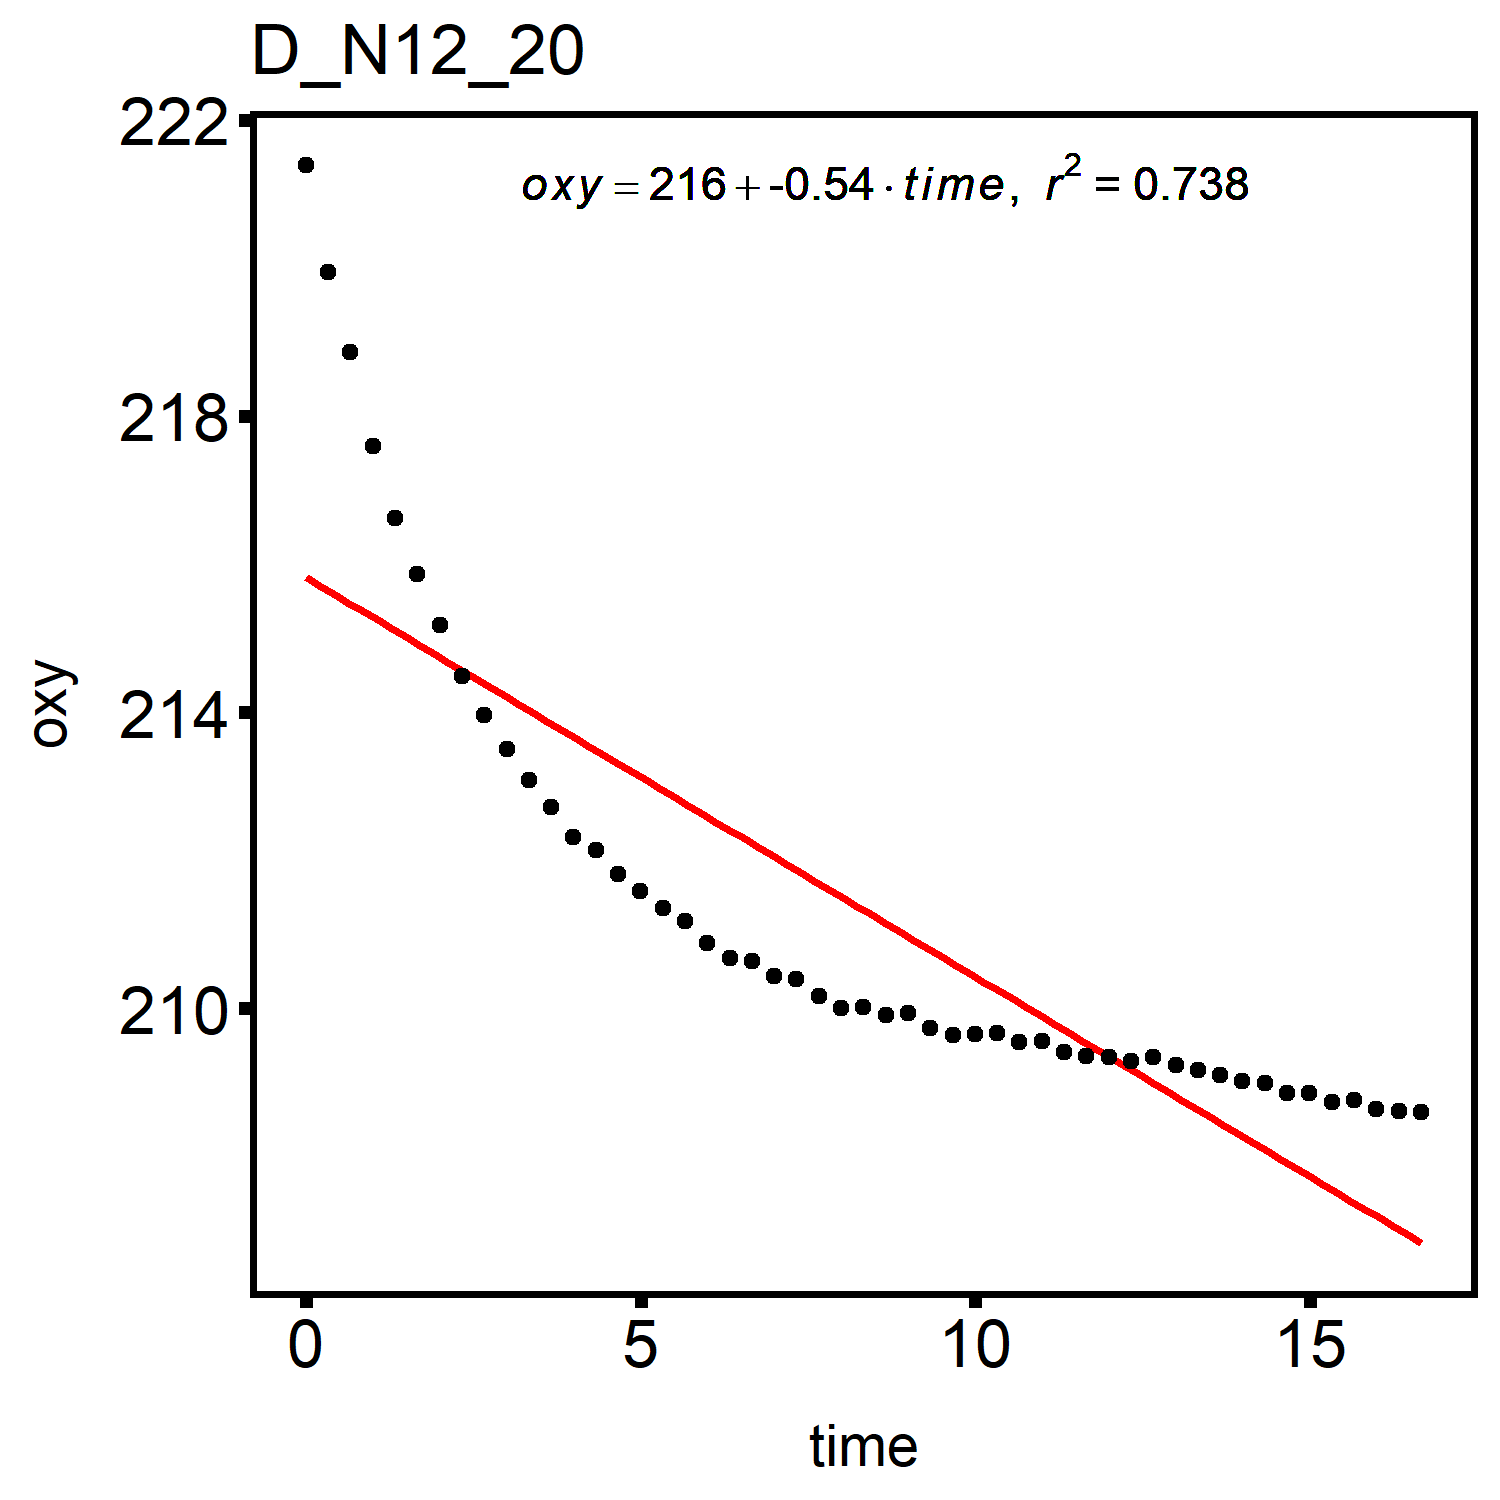 D_N12_20
222
oxy = 216 + -0.54 · time, r² = 0.738
218
214
oxy
210
0 5 10 15
time